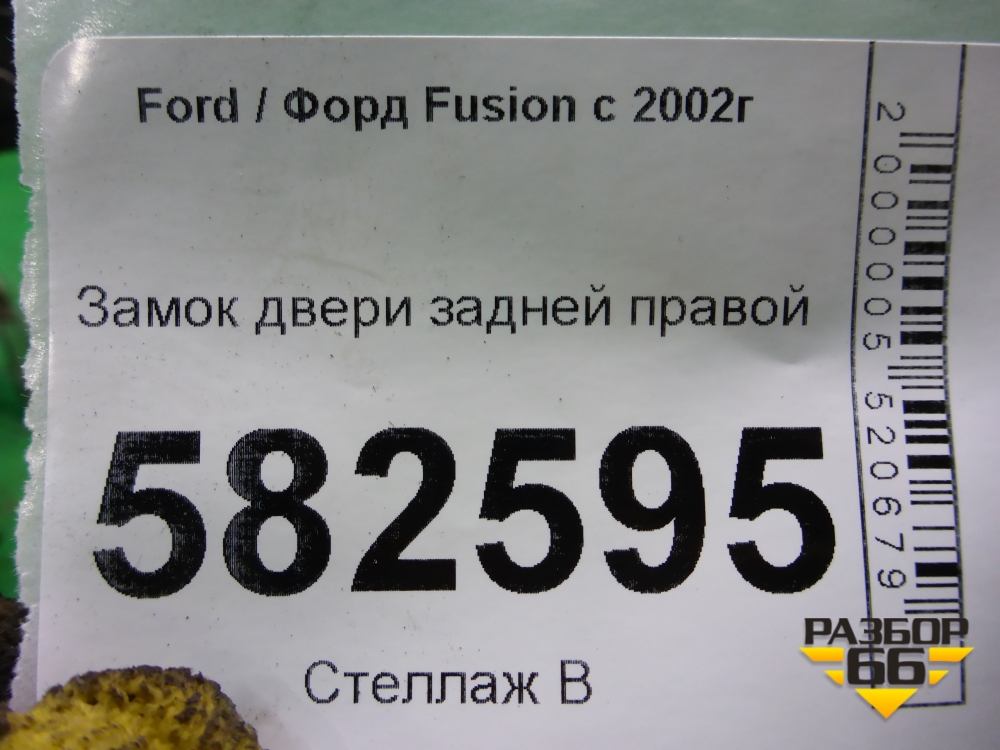 Ford / Форд Fusion с 2002г
Замок двери задней правой
582595
Стеллаж В
2000005520679
РАЗБОР
66